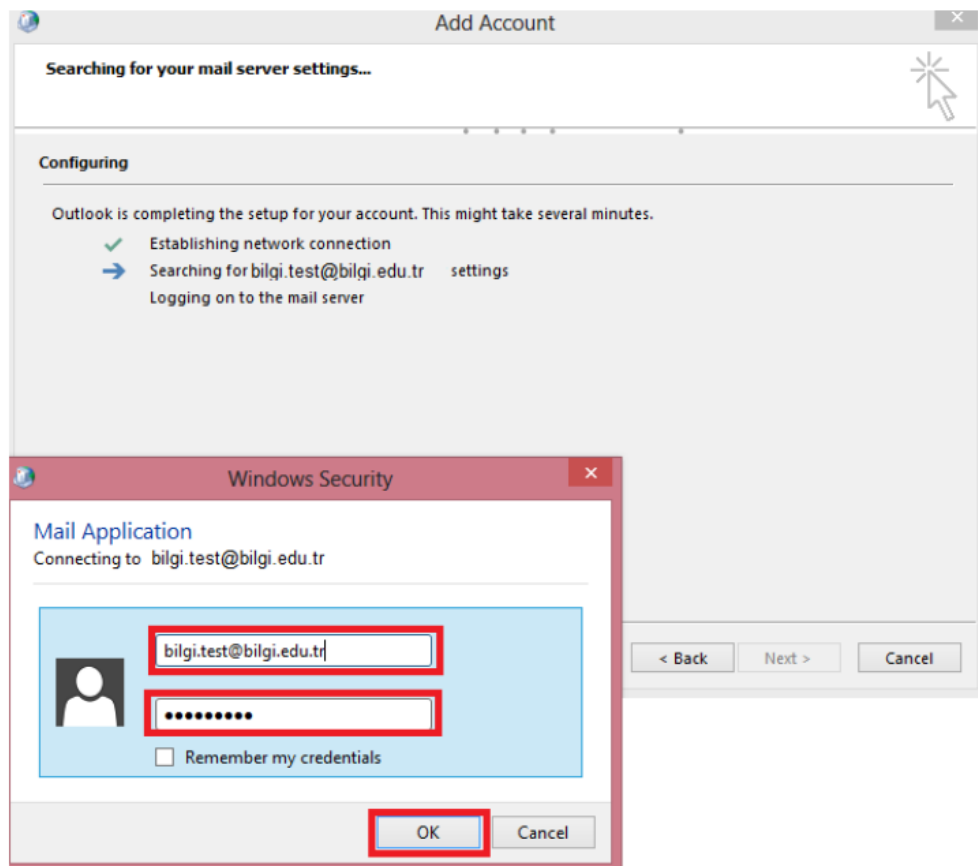 Add Account
Searching for your mail server settings...
Configuring
Outlook is completing the setup for your account. This might take several minutes.
Establishing network connection
Searching for bilgi.test@bilgi.edu.tr settings
Logging on to the mail server
Windows Security
Mail Application
Connecting to bilgi.test@bilgi.edu.tr
bilgi.test@bilgi.edu.tr
•••••••••
Remember my credentials
OK Cancel
< Back Next > Cancel